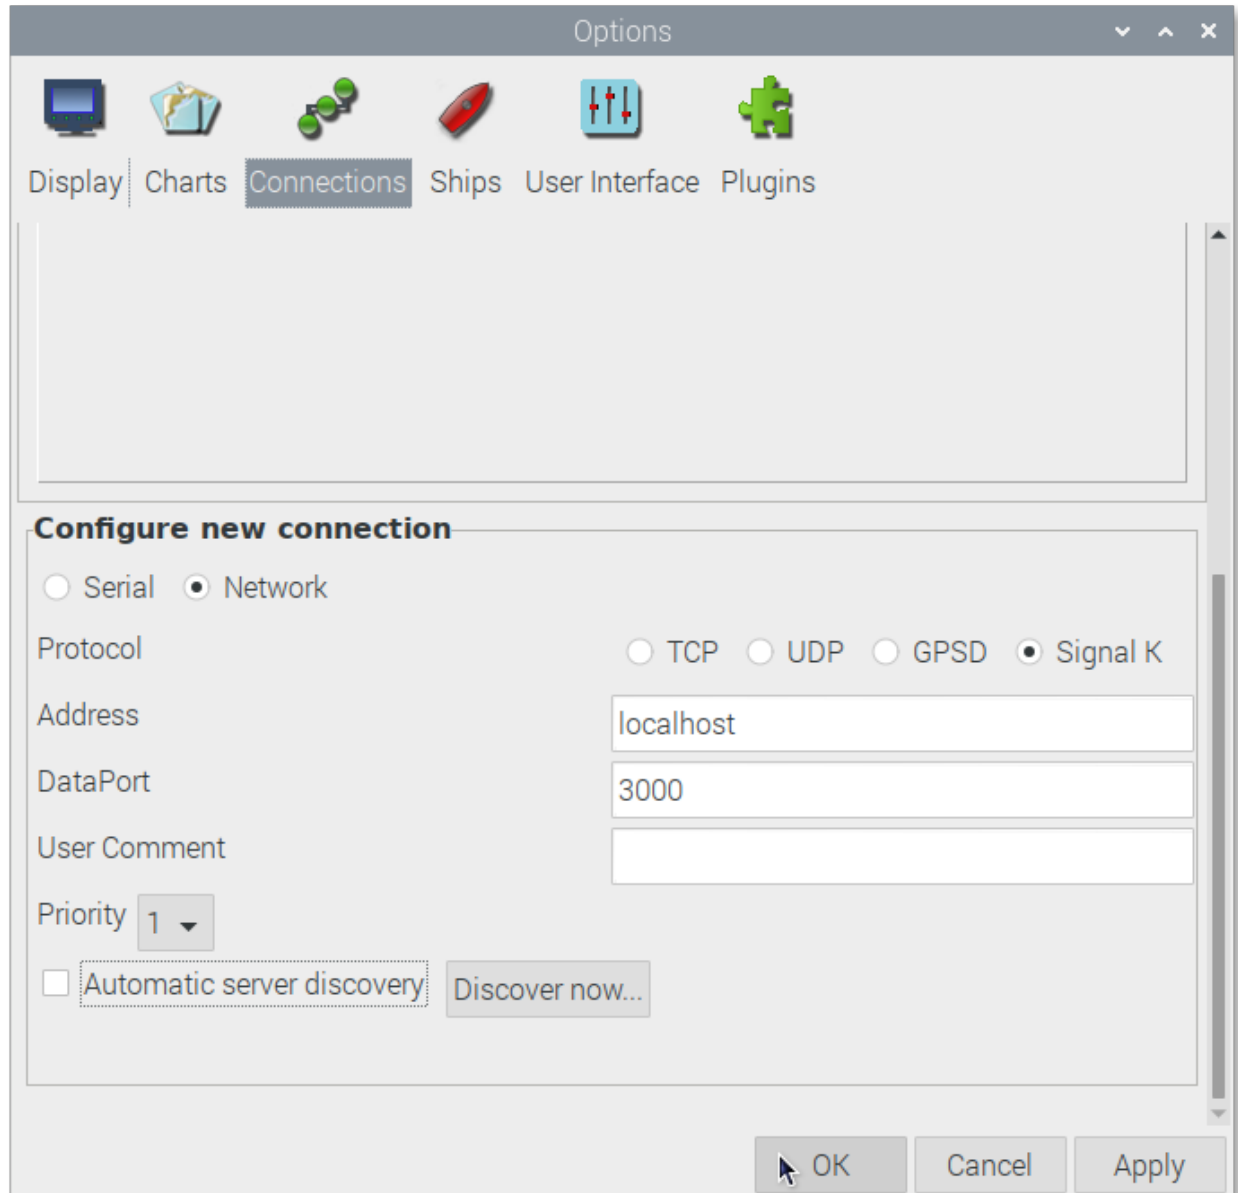 Options
Display Charts Connections Ships User Interface Plugins
Configure new connection
Serial Network
Protocol TCP UDP GPSD Signal K
Address localhost
DataPort 3000
User Comment
Priority 1
Automatic server discovery Discover now...
OK Cancel Apply